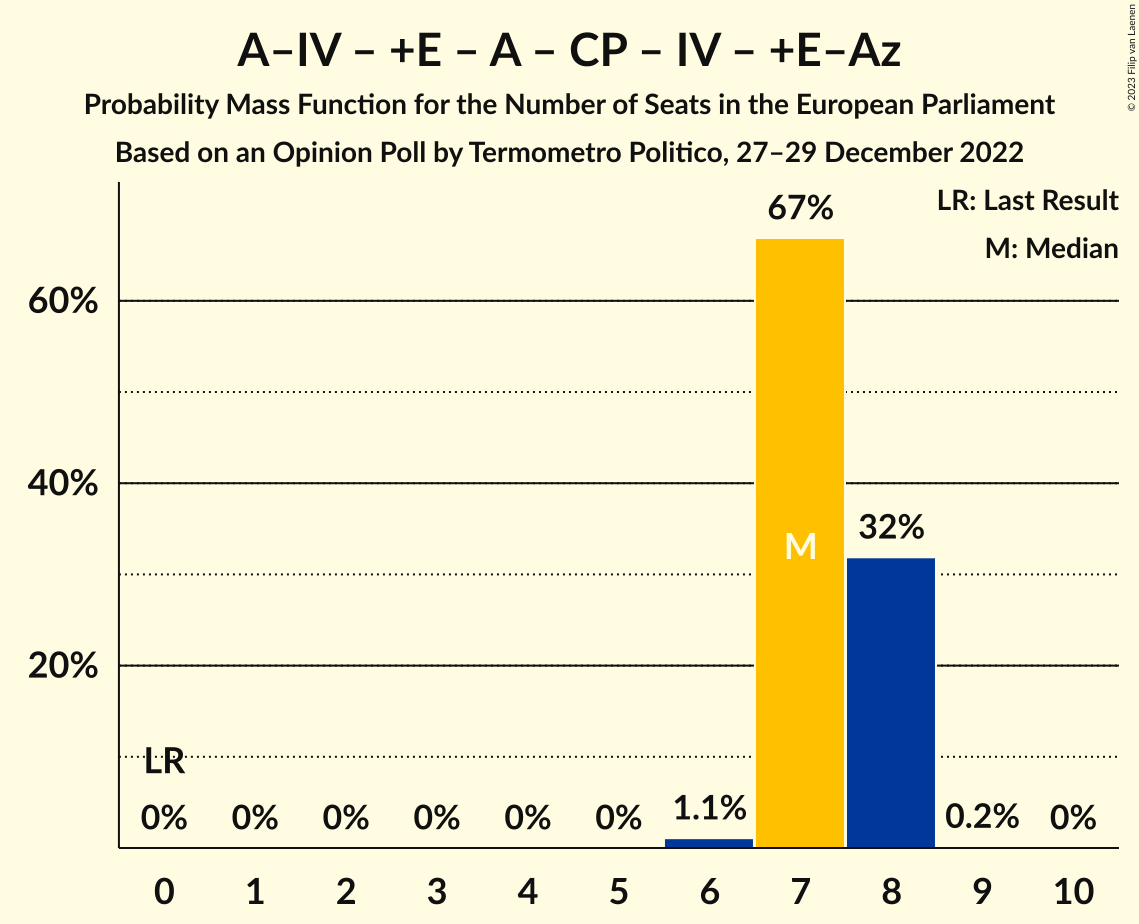 A–IV – +E – A – CP – IV – +E–Az
Probability Mass Function for the Number of Seats in the European Parliament
Based on an Opinion Poll by Termometro Politico, 27–29 December 2022
© 2023 Filip van Laenen
LR: Last Result
M: Median
67%
60%
40%
32%
M
20%
LR
0% 0% 0% 0% 0% 0% 1.1% 0.2% 0%
0 1 2 3 4 5 6 7 8 9 10